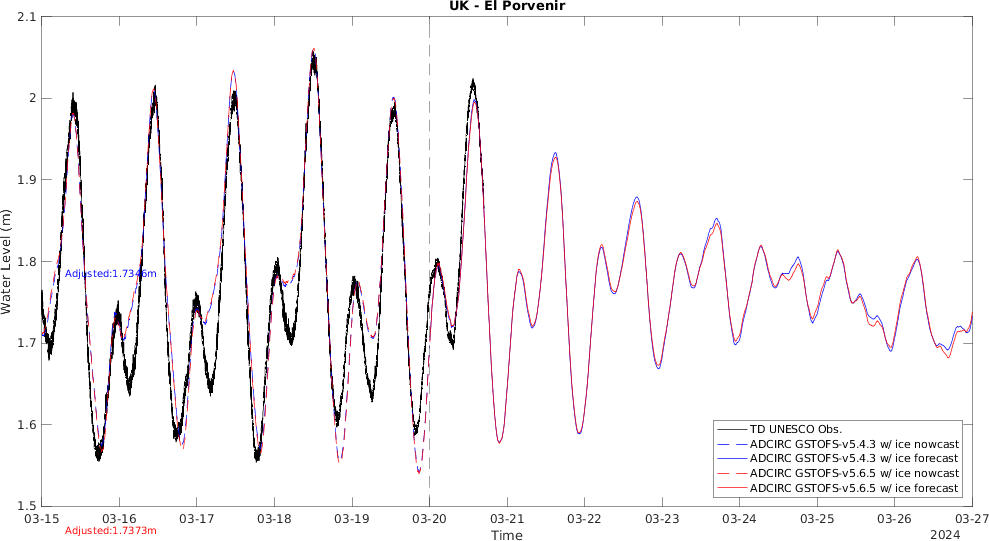 UK - El Porvenir
2.1
2
1.9
1.8
1.7
1.6
1.5
Water Level (m)
Adjusted:1.7346m
Adjusted:1.7373m
TD UNESCO Obs.
ADCIRC GSTOFS-v5.4.3 w/ ice nowcast
ADCIRC GSTOFS-v5.4.3 w/ ice forecast
ADCIRC GSTOFS-v5.6.5 w/ ice nowcast
ADCIRC GSTOFS-v5.6.5 w/ ice forecast
03-15 03-16 03-17 03-18 03-19 03-20 03-21 03-22 03-23 03-24 03-25 03-26 03-27
Time
2024